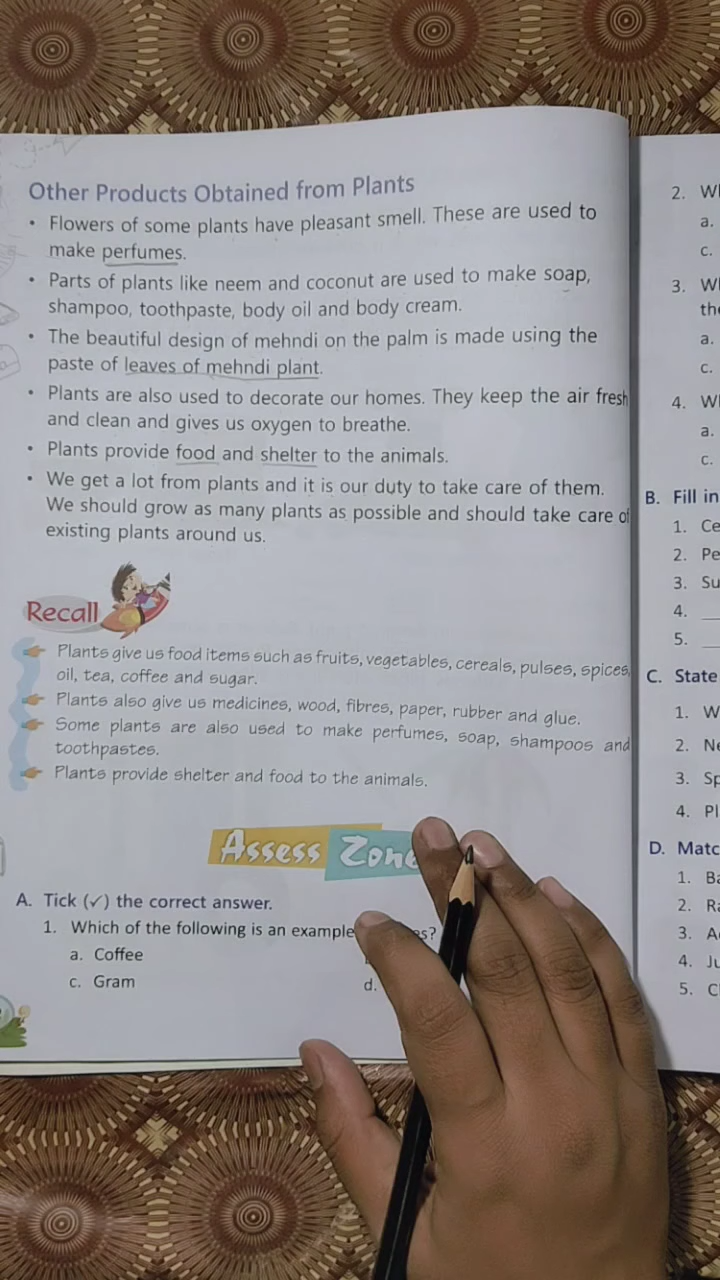 Other Products Obtained from Plants
• Flowers of some plants have pleasant smell. These are used to
make perfumes.
• Parts of plants like neem and coconut are used to make soap,
shampoo, toothpaste, body oil and body cream.
• The beautiful design of mehndi on the palm is made using the
paste of leaves of mehndi plant.
• Plants are also used to decorate our homes. They keep the air fresh
and clean and gives us oxygen to breathe.
• Plants provide food and shelter to the animals.
• We get a lot from plants and it is our duty to take care of them.
We should grow as many plants as possible and should take care of
existing plants around us.
Recall
Plants give us food items such as fruits, vegetables, cereals, pulses, spices,
oil, tea, coffee and sugar.
Plants also give us medicines, wood, fibres, paper, rubber and glue.
Some plants are also used to make perfumes, soap, shampoos and
toothpastes.
Plants provide shelter and food to the animals.
Assess Zone
A. Tick (✓) the correct answer.
1. Which of the following is an example
a. Coffee
c. Gram
d.
2.
a.
c.
3.
a.
c.
4.
a.
c.
B. Fill in
1.
2.
3.
4.
5.
C. State
1.
2.
3.
4.
D.
1.
2.
3.
4.
5.